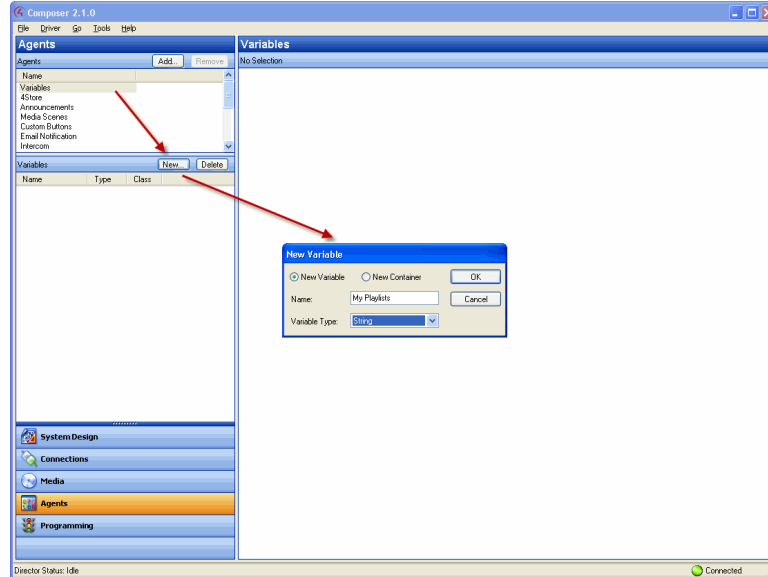 Composer 2.1.0
File Driver Go Tools Help
Agents
Agents Add... Remove
Name
Variables
4Store
Announcements
Media Scenes
Custom Buttons
Email Notification
Intercom
Variables New... Delete
Name Type Class
System Design
Connections
Media
Agents
Programming
Variables
No Selection
New Variable
New Variable New Container OK
Name: My Playlists Cancel
Variable Type: String
Director Status: Idle Connected